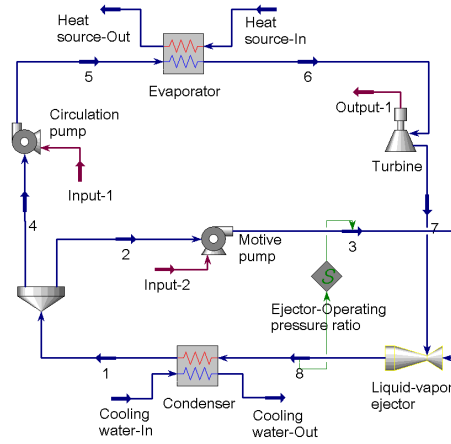 Heat
source-Out
Heat
source-In
5
6
Evaporator
Output-1
Circulation
pump
Turbine
Input-1
4
2
Motive
pump
3
7
Input-2
S
Ejector-Operating
pressure ratio
1
8
Liquid-vapor
ejector
Cooling
water-In
Condenser
Cooling
water-Out